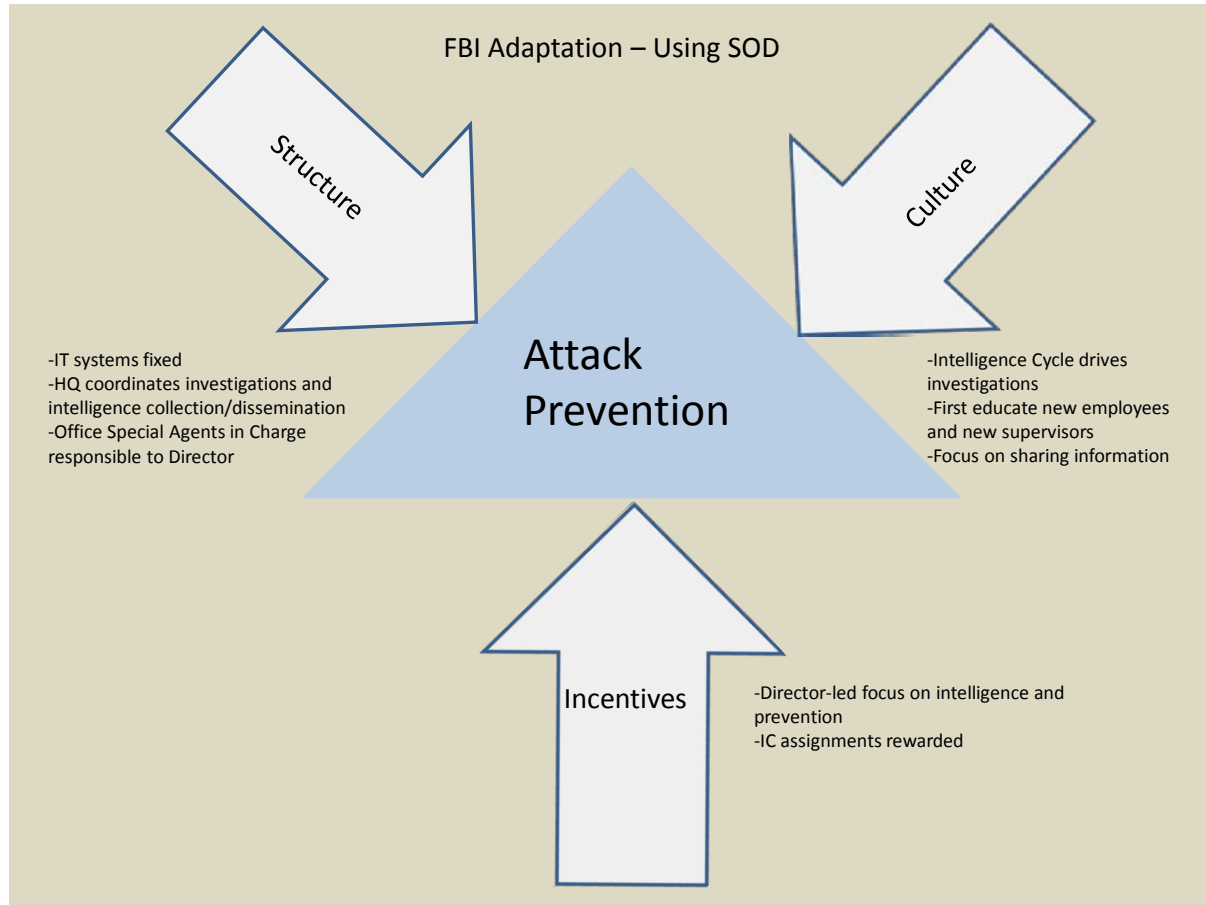 FBI Adaptation – Using SOD
Structure
Culture
Attack
Prevention
-IT systems fixed
-HQ coordinates investigations and
intelligence collection/dissemination
-Office Special Agents in Charge
responsible to Director
-Intelligence Cycle drives
investigations
-First educate new employees
and new supervisors
-Focus on sharing information
Incentives
-Director-led focus on intelligence and
prevention
-IC assignments rewarded